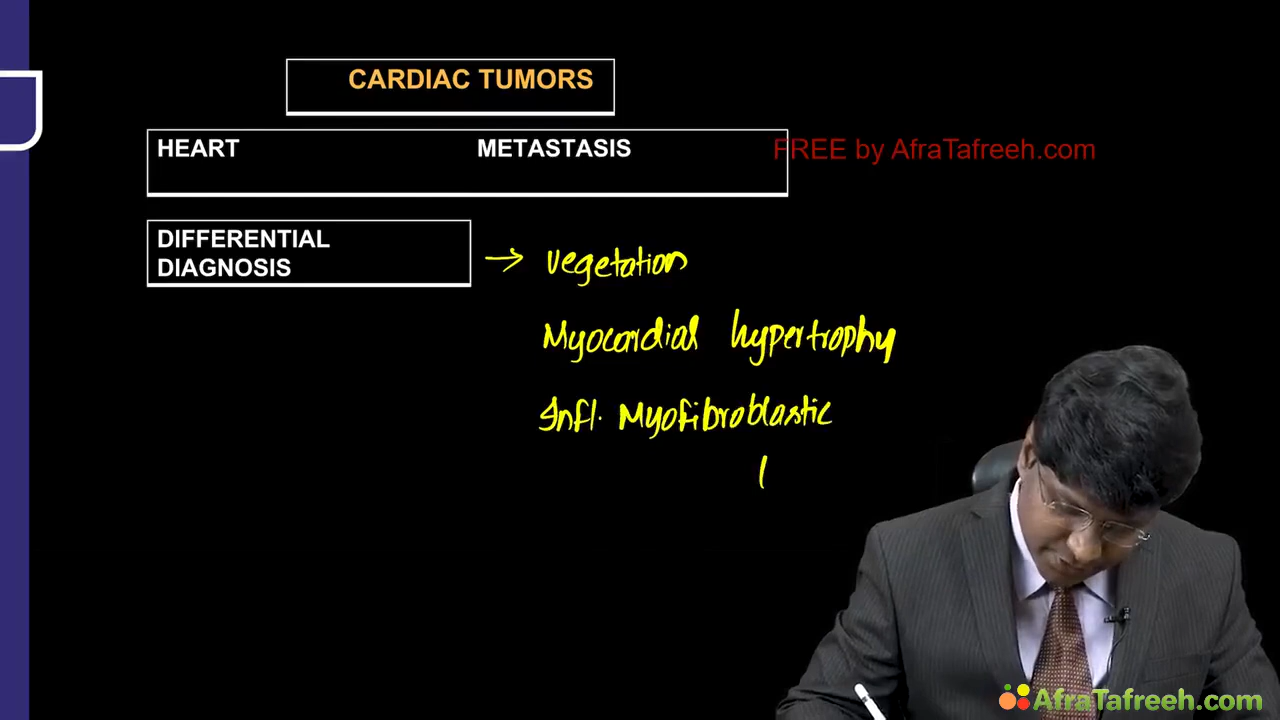 CARDIAC TUMORS
HEART METASTASIS
FREE by AfraTafreeh.com
DIFFERENTIAL
DIAGNOSIS
→ vegetation
Myocardial hypertrophy
Infl. Myofibroblastic
AfraTafreeh.com